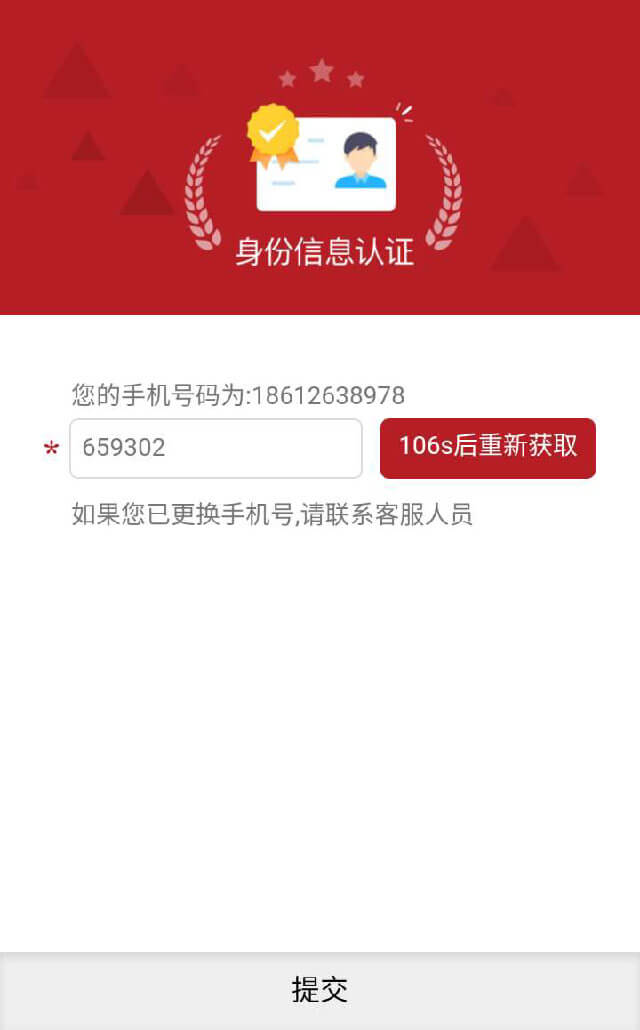 身份信息认证
您的手机号码为:18612638978
* 659302 106s后重新获取
如果您已更换手机号,请联系客服人员
提交